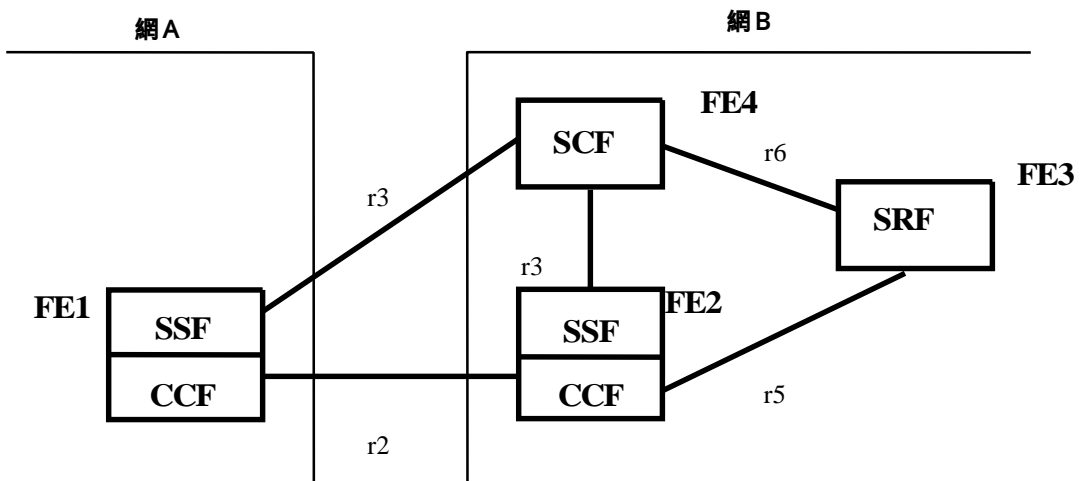 網A
網B
FE4
SCF
r6
FE3
r3
SRF
r3
FE1
SSF
FE2
SSF
CCF
CCF
r5
r2